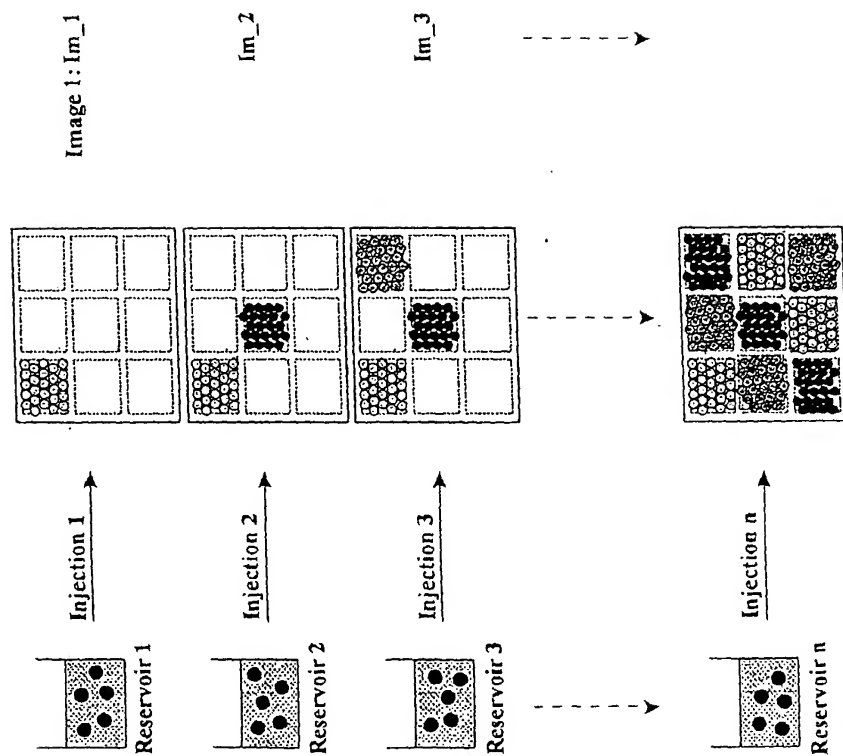 Reservoir 1
Injection 1
Image 1: Im_1
Reservoir 2
Injection 2
Im_2
Reservoir 3
Injection 3
Im_3
Reservoir n
Injection n